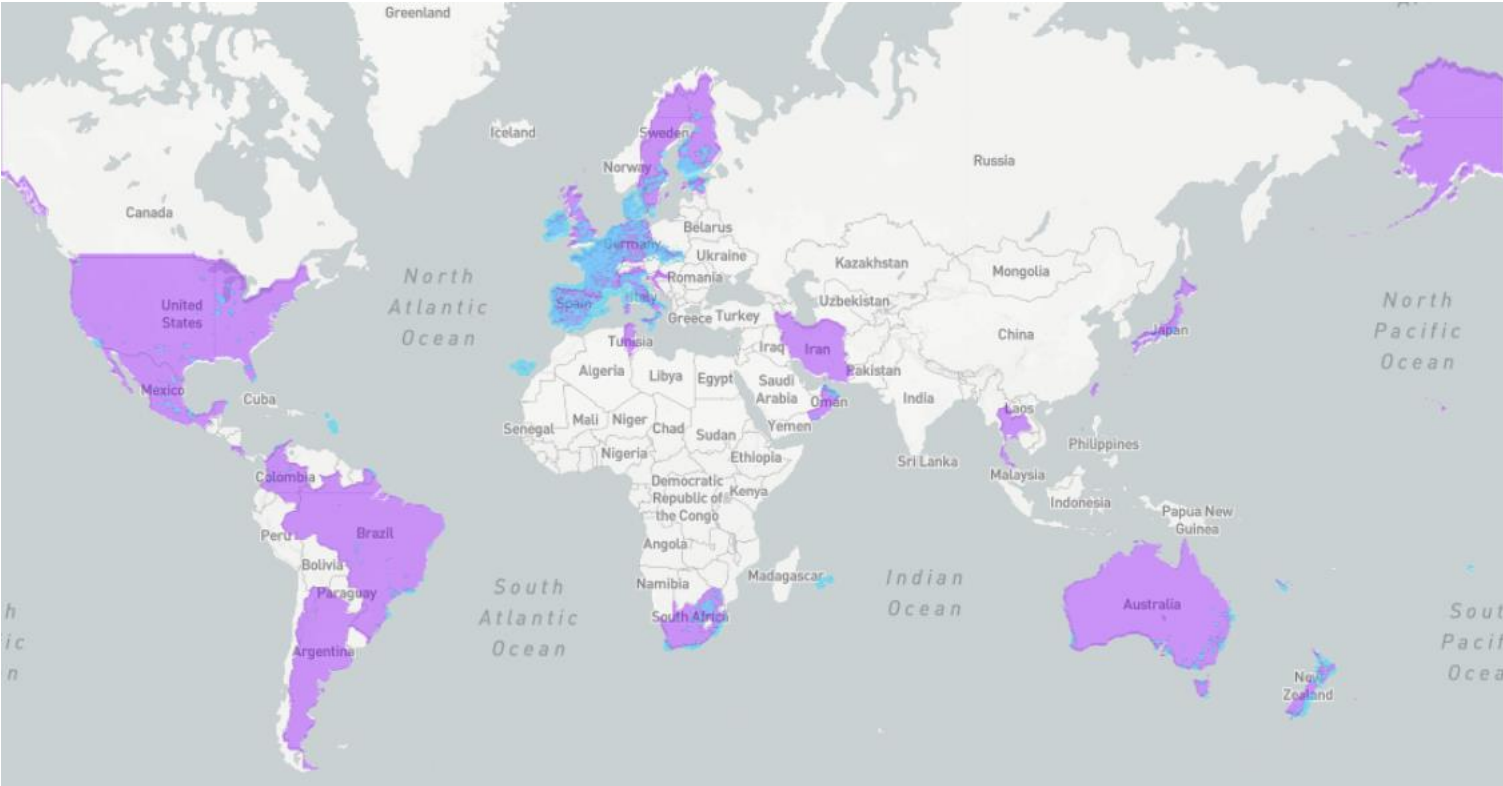 Greenland
Iceland
Sweden
Norway
Russia
Canada
Belarus
Germany
Ukraine
Kazakhstan
Mongolia
Romania
North
Atlantic
Ocean
United
States
Spain
Italy
Uzbekistan
North
Pacific
Ocean
Greece
Turkey
Japan
China
Tunisia
Iraq
Iran
Algeria
Libya
Egypt
Pakistan
Mexico
Cuba
Saudi
Arabia
Oman
India
Laos
Mali
Niger
Chad
Sudan
Yemen
Senegal
Nigeria
Ethiopia
Philippines
Sri Lanka
Malaysia
Colombia
Democratic
Republic of
the Congo
Kenya
Indonesia
Papua New
Guinea
Peru
Brazil
Angola
Bolivia
Namibia
Madagascar
Indian
Ocean
South
Atlantic
Ocean
Paraguay
South Africa
Australia
Argentina
New
Zealand
h
ic
n
Sout
Pacif
Ocea